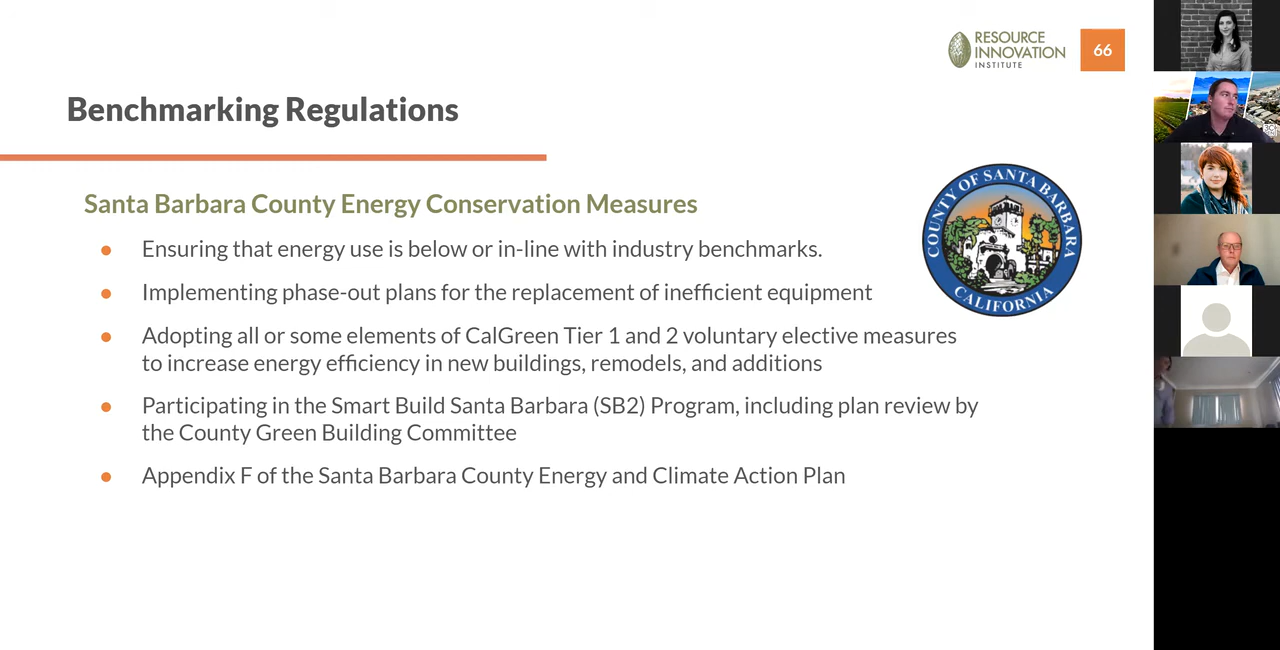 RESOURCE
INNOVATION
INSTITUTE
66
Benchmarking Regulations
Santa Barbara County Energy Conservation Measures
COUNTY OF SANTA BARBARA
CALIFORNIA
● Ensuring that energy use is below or in-line with industry benchmarks.
● Implementing phase-out plans for the replacement of inefficient equipment
● Adopting all or some elements of CalGreen Tier 1 and 2 voluntary elective measures
to increase energy efficiency in new buildings, remodels, and additions
● Participating in the Smart Build Santa Barbara (SB2) Program, including plan review by
the County Green Building Committee
● Appendix F of the Santa Barbara County Energy and Climate Action Plan